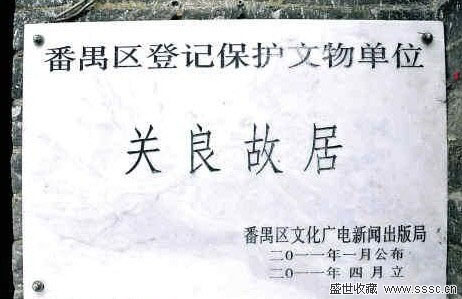 番禺区登记保护文物单位
关良故居
番禺区文化广电新闻出版局
二〇一一年一月公布
二〇一一年四月立
盛世收藏 www.sssc.cn